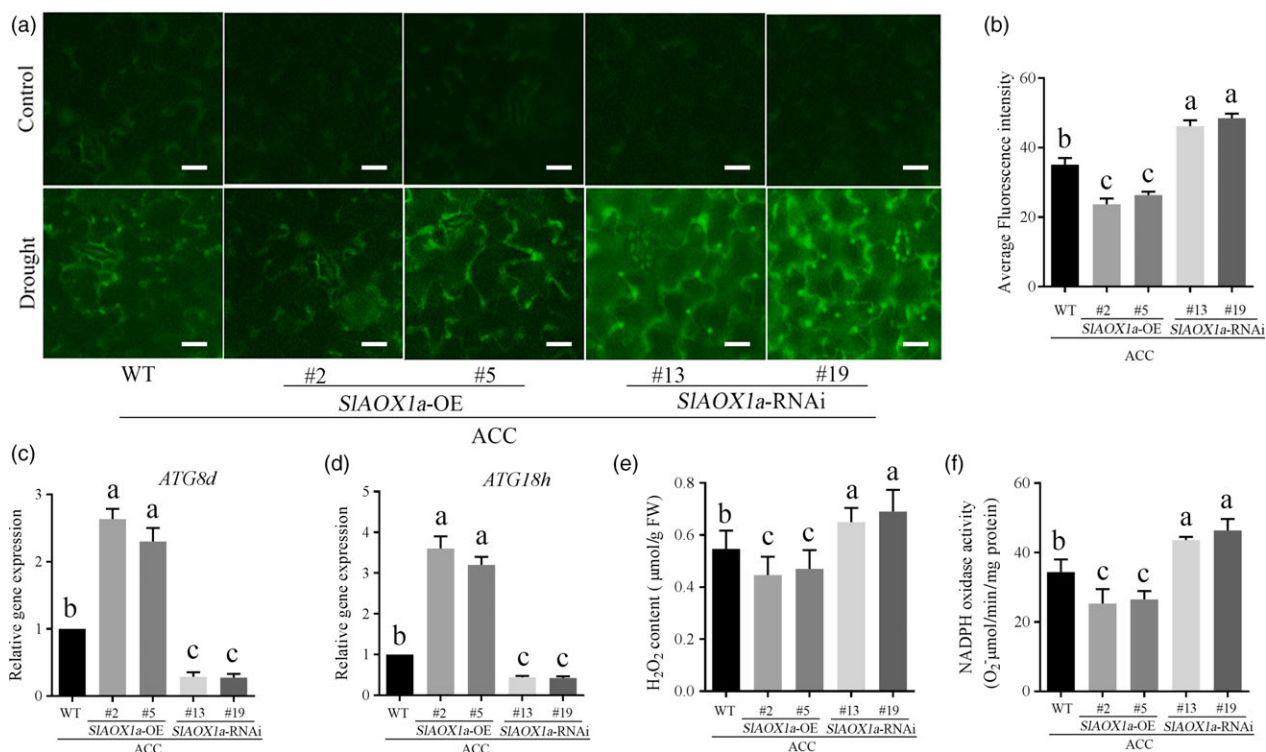 (a)
Control
Drought
WT
#2
#5
#13
#19
SlAOX1a-OE
SlAOX1a-RNAi
ACC
(b)
Average Fluorescence intensity
60
40
20
0
b
c
c
a
a
WT
#2
#5
#13
#19
SlAOX1a-OE
SlAOX1a-RNAi
ACC
(c)
ATG8d
Relative gene expression
3
2
1
0
b
a
a
c
c
WT
#2
#5
#13
#19
SlAOX1a-OE
SlAOX1a-RNAi
ACC
(d)
ATG18h
Relative gene expression
5
4
3
2
1
0
b
a
a
c
c
WT
#2
#5
#13
#19
SlAOX1a-OE
SlAOX1a-RNAi
ACC
(e)
H₂O₂ content ( μmol/g FW)
0.8
0.6
0.4
0.2
0.0
b
c
c
a
a
WT
#2
#5
#13
#19
SlAOX1a-OE
SlAOX1a-RNAi
ACC
(f)
NADPH oxidase activity
(O₂⁻μmol/min/mg protein)
60
40
20
0
b
c
c
a
a
WT
#2
#5
#13
#19
SlAOX1a-OE
SlAOX1a-RNAi
ACC